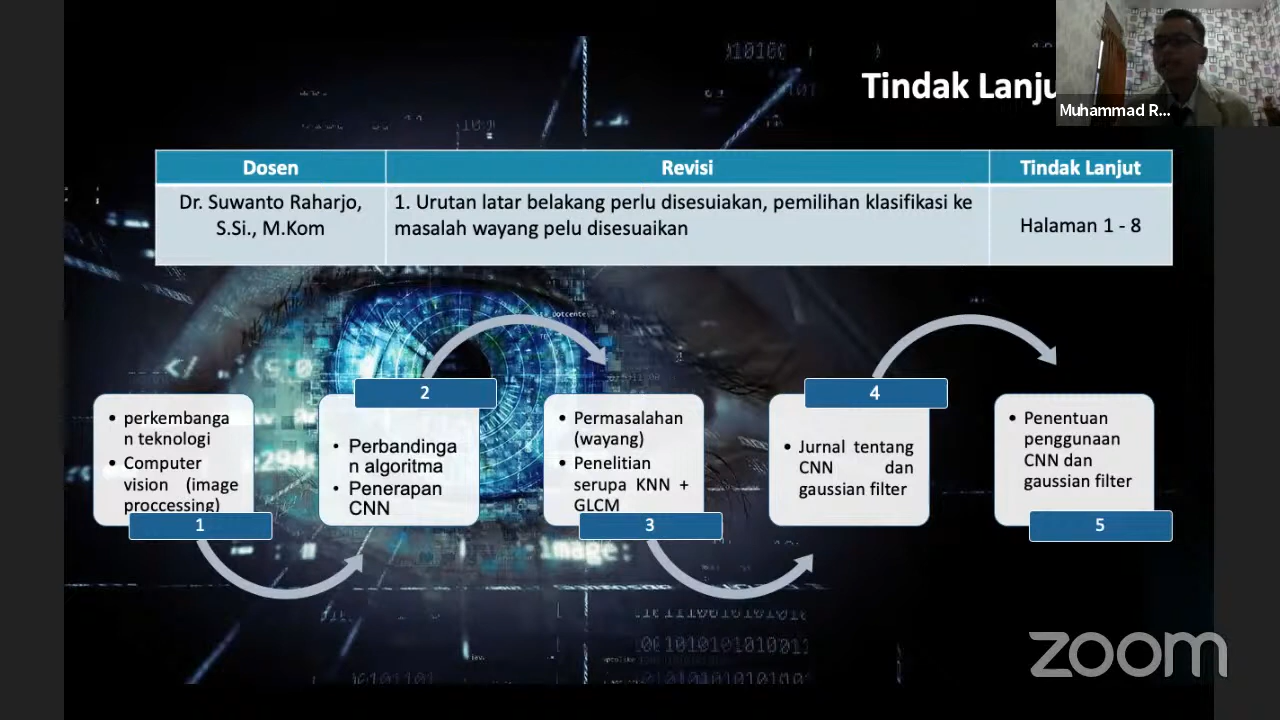 Tindak Lanju
Muhammad R...
Dosen
Revisi
Tindak Lanjut
Dr. Suwanto Raharjo,
S.Si., M.Kom
1. Urutan latar belakang perlu disesuiakan, pemilihan klasifikasi ke
masalah wayang pelu disesuaikan
Halaman 1 - 8
• perkembanga
n teknologi
• Computer
vision (image
proccessing)
1
2
• Perbandinga
n algoritma
• Penerapan
CNN
• Permasalahan
(wayang)
• Penelitian
serupa KNN +
GLCM
3
4
• Jurnal tentang
CNN dan
gaussian filter
• Penentuan
penggunaan
CNN dan
gaussian filter
5
image:
zoom